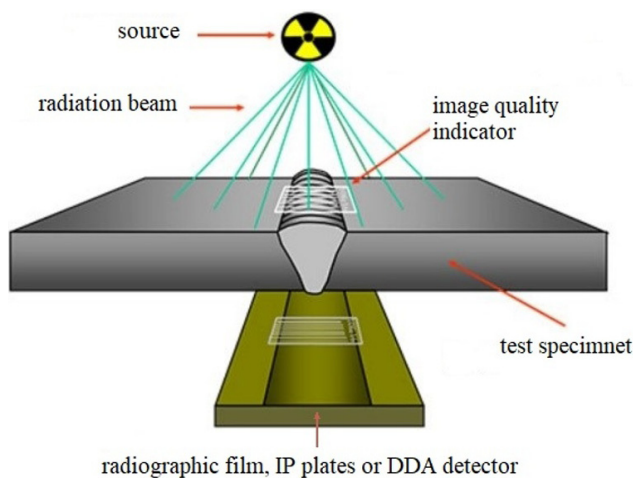 source
radiation beam
image quality
indicator
test specimnet
radiographic film, IP plates or DDA detector